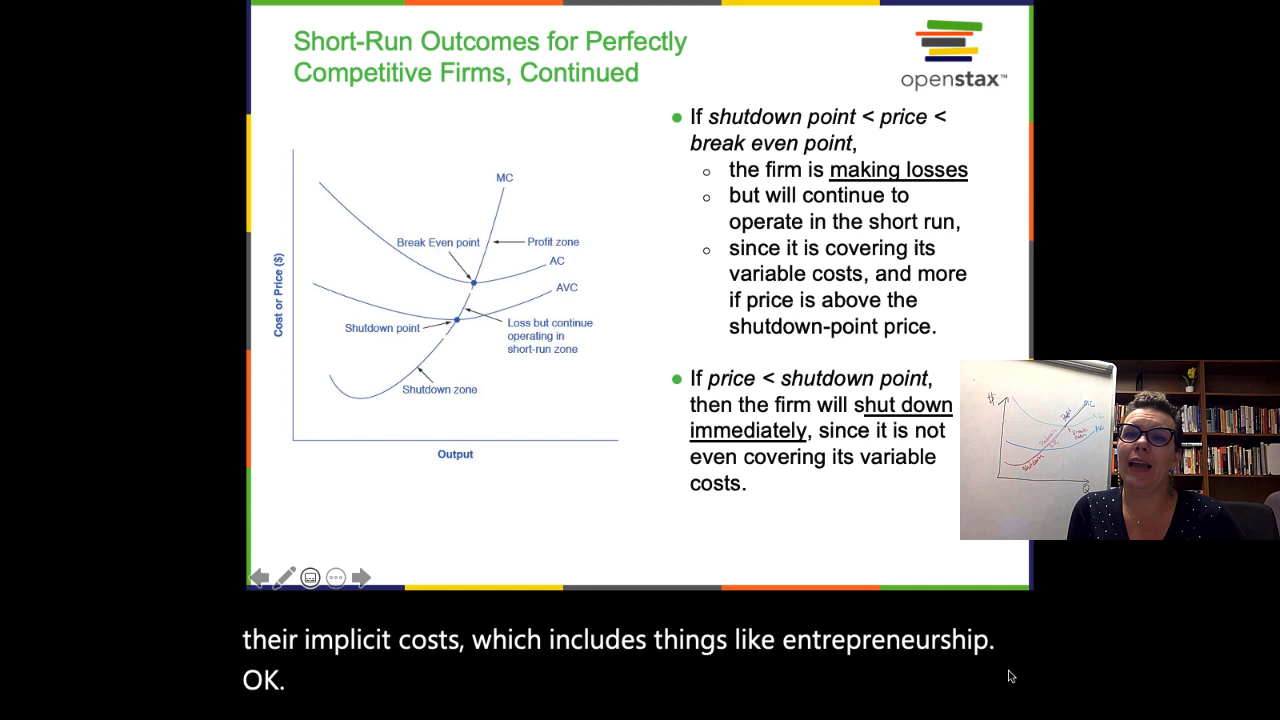 Short-Run Outcomes for Perfectly
Competitive Firms, Continued
openstax™
Cost or Price ($)
MC
Break Even point
Profit zone
AC
AVC
Shutdown point
Loss but continue
operating in
short-run zone
Shutdown zone
Output
● If shutdown point < price <
break even point,
○ the firm is making losses
○ but will continue to
operate in the short run,
○ since it is covering its
variable costs, and more
if price is above the
shutdown-point price.
● If price < shutdown point,
then the firm will shut down
immediately, since it is not
even covering its variable
costs.
$
MC
Q
their implicit costs, which includes things like entrepreneurship.
OK.